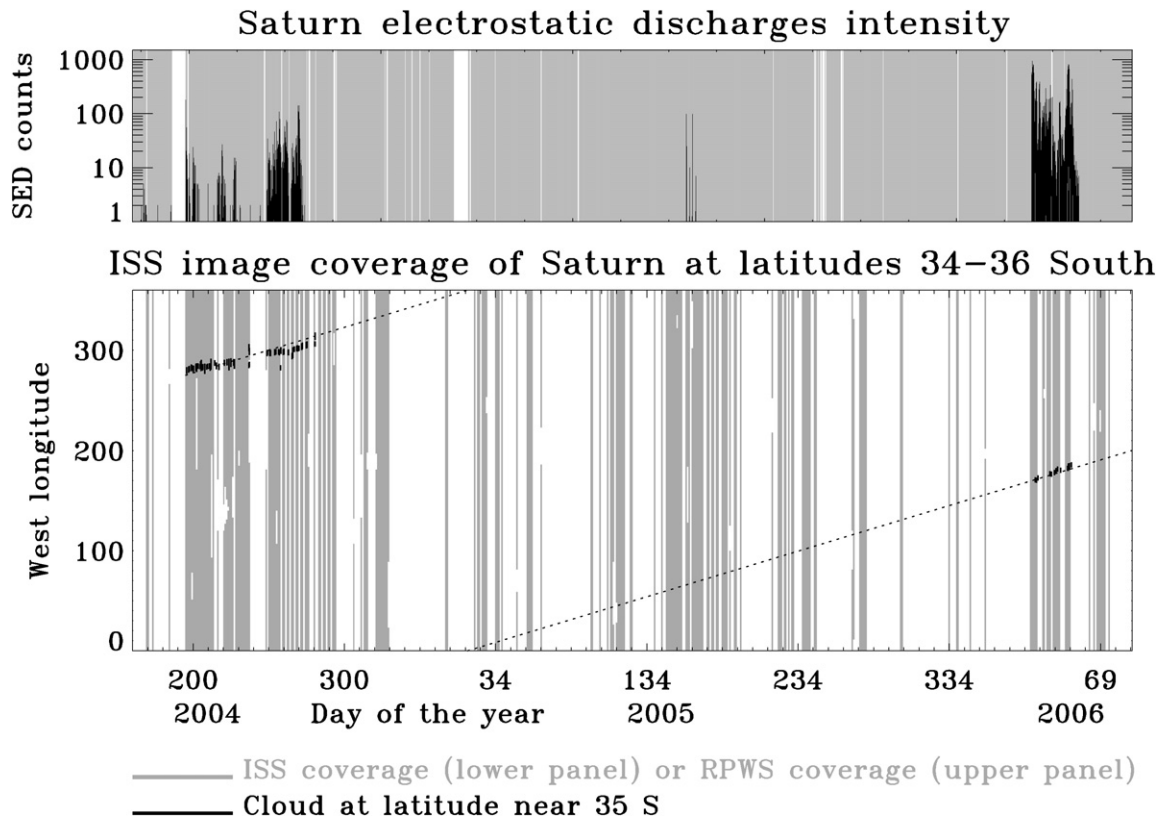 Saturn electrostatic discharges intensity
SED counts
1000
100
10
1
ISS image coverage of Saturn at latitudes 34-36 South
West longitude
300
200
100
0
200 300 34 134 234 334 69
2004 Day of the year 2005 2006
ISS coverage (lower panel) or RPWS coverage (upper panel)
Cloud at latitude near 35 S